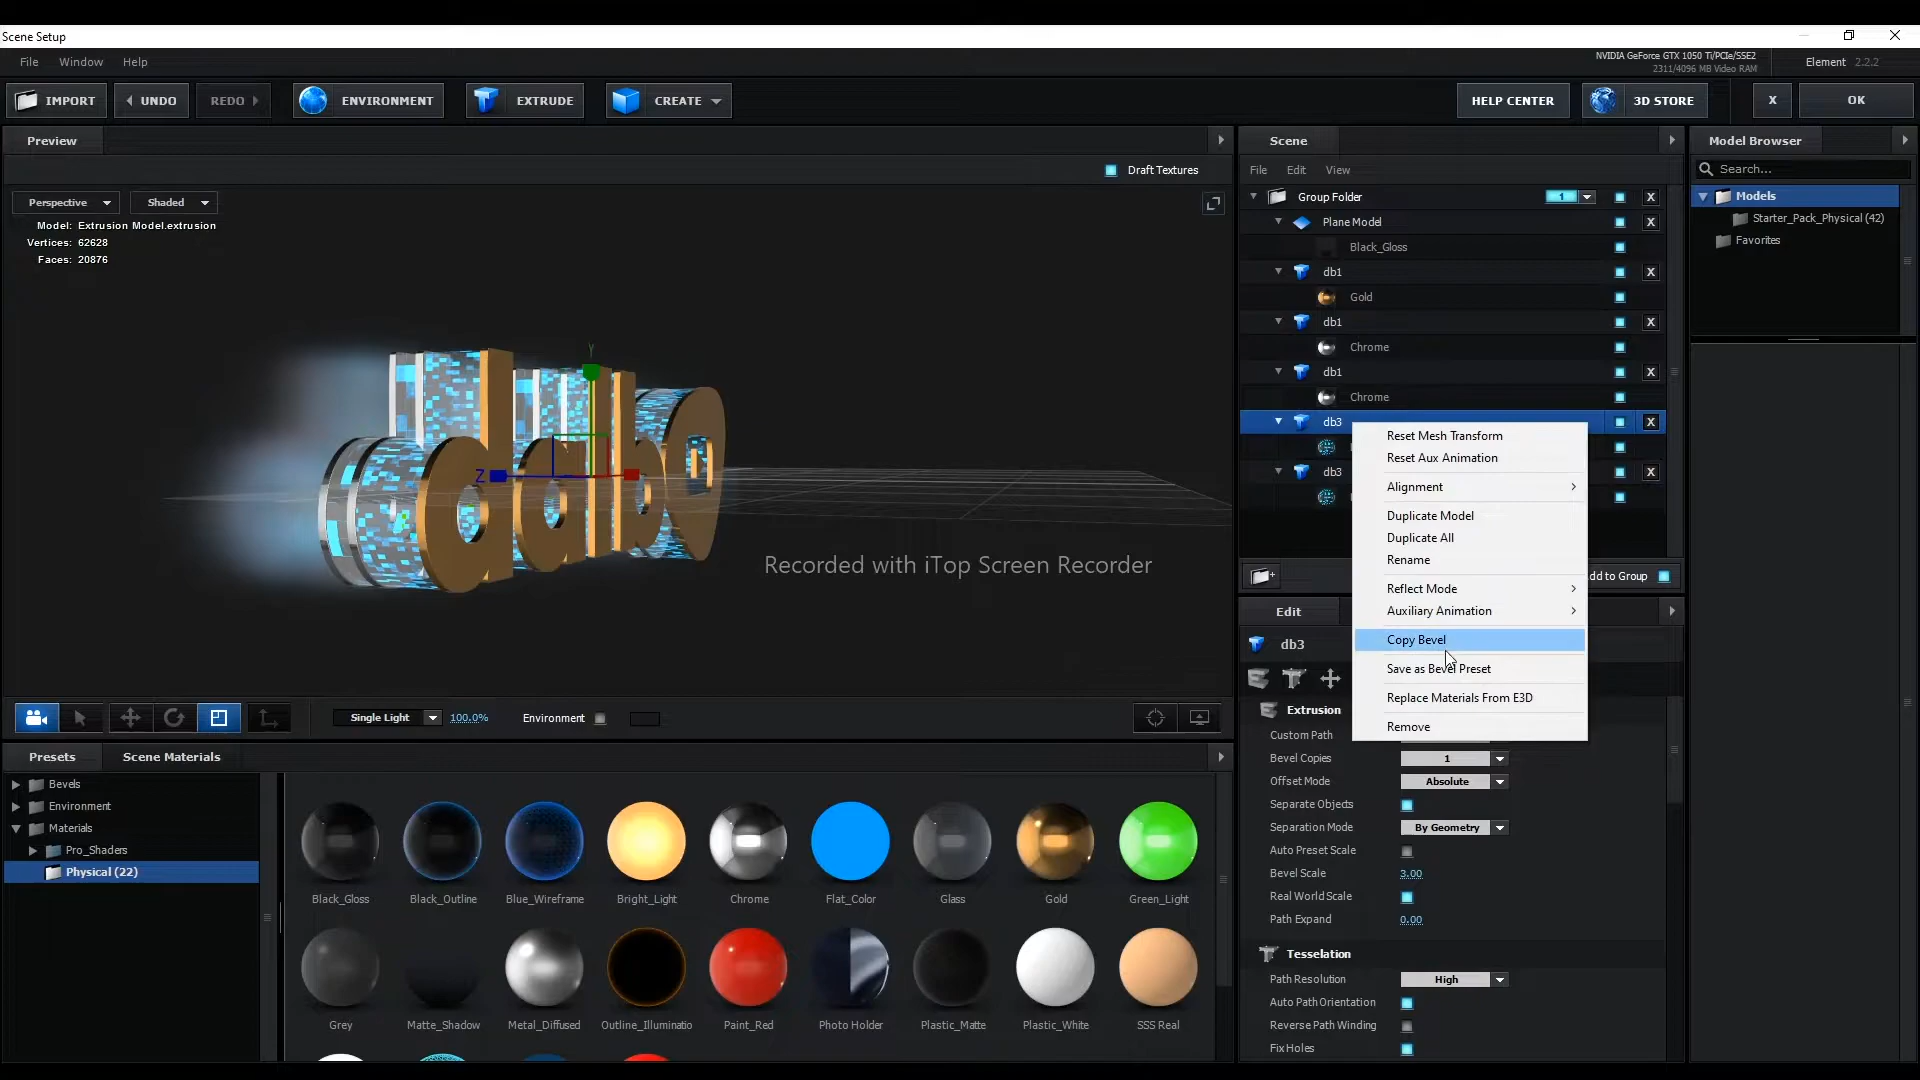 Scene Setup
File Window Help
NVIDIA GeForce GTX 1050 Ti/PCIe/SSE2
2311/4096 MB Video RAM
Element 2.2.2
IMPORT UNDO REDO ENVIRONMENT EXTRUDE CREATE HELP CENTER 3D STORE X OK
Preview
Draft Textures
Perspective Shaded
Model: Extrusion Model.extrusion
Vertices: 62628
Faces: 20876
Y
Z
Recorded with iTop Screen Recorder
Single Light 100.0% Environment
Scene
File Edit View
Group Folder 1 X
Plane Model X
Black_Gloss
db1 X
Gold
db1 X
Chrome
db1 X
Chrome
db3 X
db3 X
dd to Group
Reset Mesh Transform
Reset Aux Animation
Alignment
Duplicate Model
Duplicate All
Rename
Reflect Mode
Auxiliary Animation
Copy Bevel
Save as Bevel Preset
Replace Materials From E3D
Remove
Model Browser
Search...
Models
Starter_Pack_Physical (42)
Favorites
Edit
db3
Extrusion
Custom Path
Bevel Copies 1
Offset Mode Absolute
Separate Objects
Separation Mode By Geometry
Auto Preset Scale
Bevel Scale 3.00
Real World Scale
Path Expand 0.00
Tesselation
Path Resolution High
Auto Path Orientation
Reverse Path Winding
Fix Holes
Presets Scene Materials
Bevels
Environment
Materials
Pro_Shaders
Physical (22)
Black_Gloss Black_Outline Blue_Wireframe Bright_Light Chrome Flat_Color Glass Gold Green_Light
Grey Matte_Shadow Metal_Diffused Outline_Illuminatio Paint_Red Photo Holder Plastic_Matte Plastic_White SSS Real